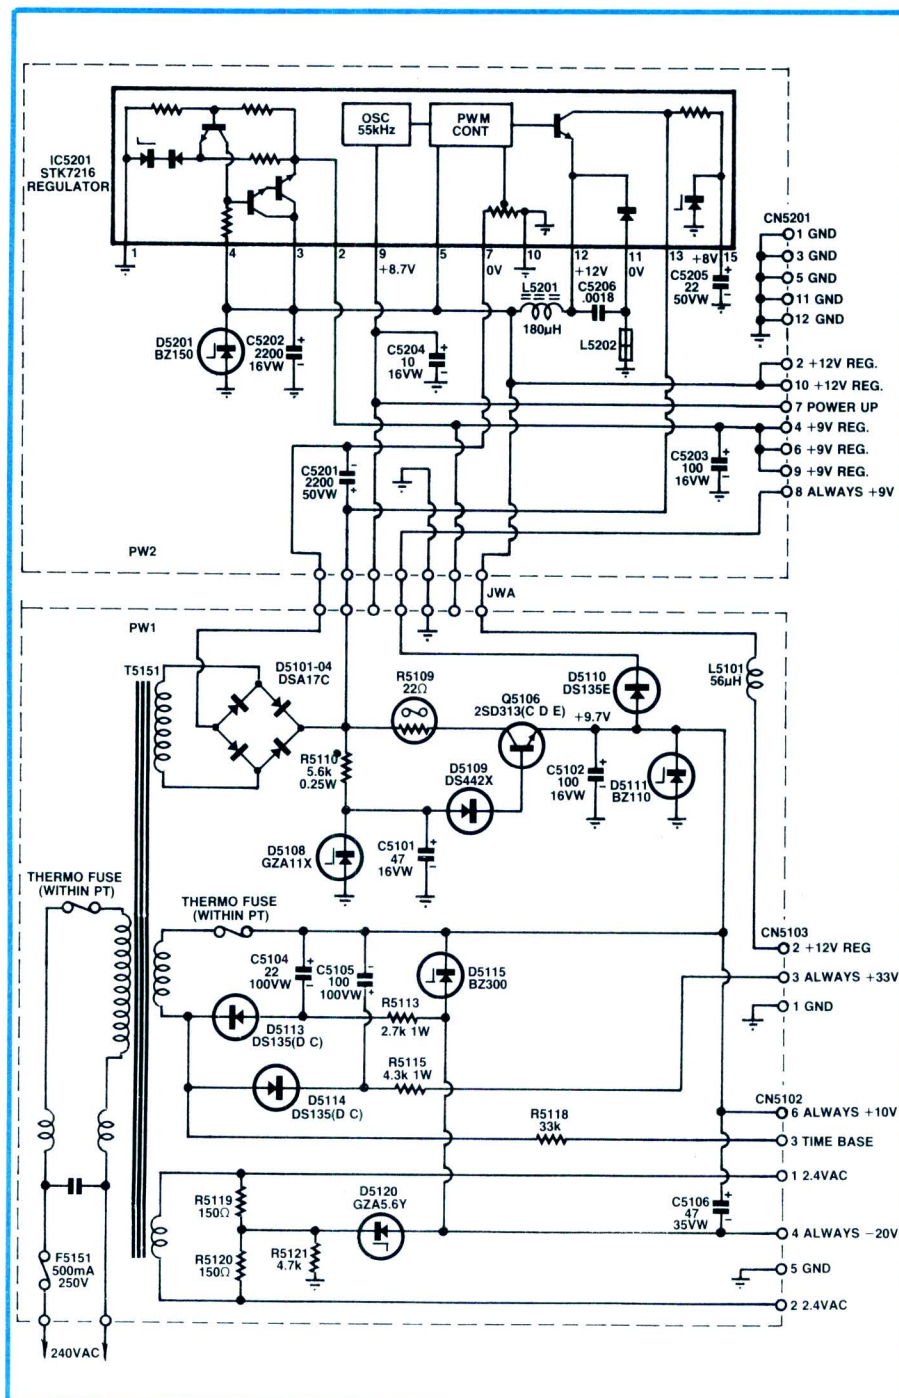 IC5201
STK7216
REGULATOR
OSC
55kHz
PWM
CONT
1
4
3
2
9
5
7
10
12
11
13
15
+8.7V
0V
+12V
0V
+8V
CN5201
1 GND
3 GND
5 GND
11 GND
12 GND
2 +12V REG.
10 +12V REG.
7 POWER UP
4 +9V REG.
6 +9V REG.
9 +9V REG.
8 ALWAYS +9V
C5205
22
50VW
L5201
180µH
C5206
.0018
L5202
D5201
BZ150
C5202
2200
16VW
C5204
10
16VW
C5201
2200
50VW
C5203
100
16VW
PW2
JWA
PW1
T5151
D5101-04
DSA17C
R5109
22Ω
Q5106
2SD313(C D E)
D5110
DS135E
L5101
56µH
+9.7V
R5110
5.6k
0.25W
D5109
DS442X
C5102
100
16VW
D5111
BZ110
D5108
GZA11X
C5101
47
16VW
THERMO FUSE
(WITHIN PT)
THERMO FUSE
(WITHIN PT)
CN5103
2 +12V REG
3 ALWAYS +33V
1 GND
C5104
22
100VW
C5105
100
100VW
D5115
BZ300
D5113
DS135(D C)
R5113
2.7k 1W
R5115
4.3k 1W
D5114
DS135(D C)
CN5102
6 ALWAYS +10V
R5118
33k
3 TIME BASE
1 2.4VAC
R5119
150Ω
D5120
GZA5.6Y
C5106
47
35VW
4 ALWAYS −20V
R5120
150Ω
R5121
4.7k
5 GND
F5151
500mA
250V
2 2.4VAC
240VAC